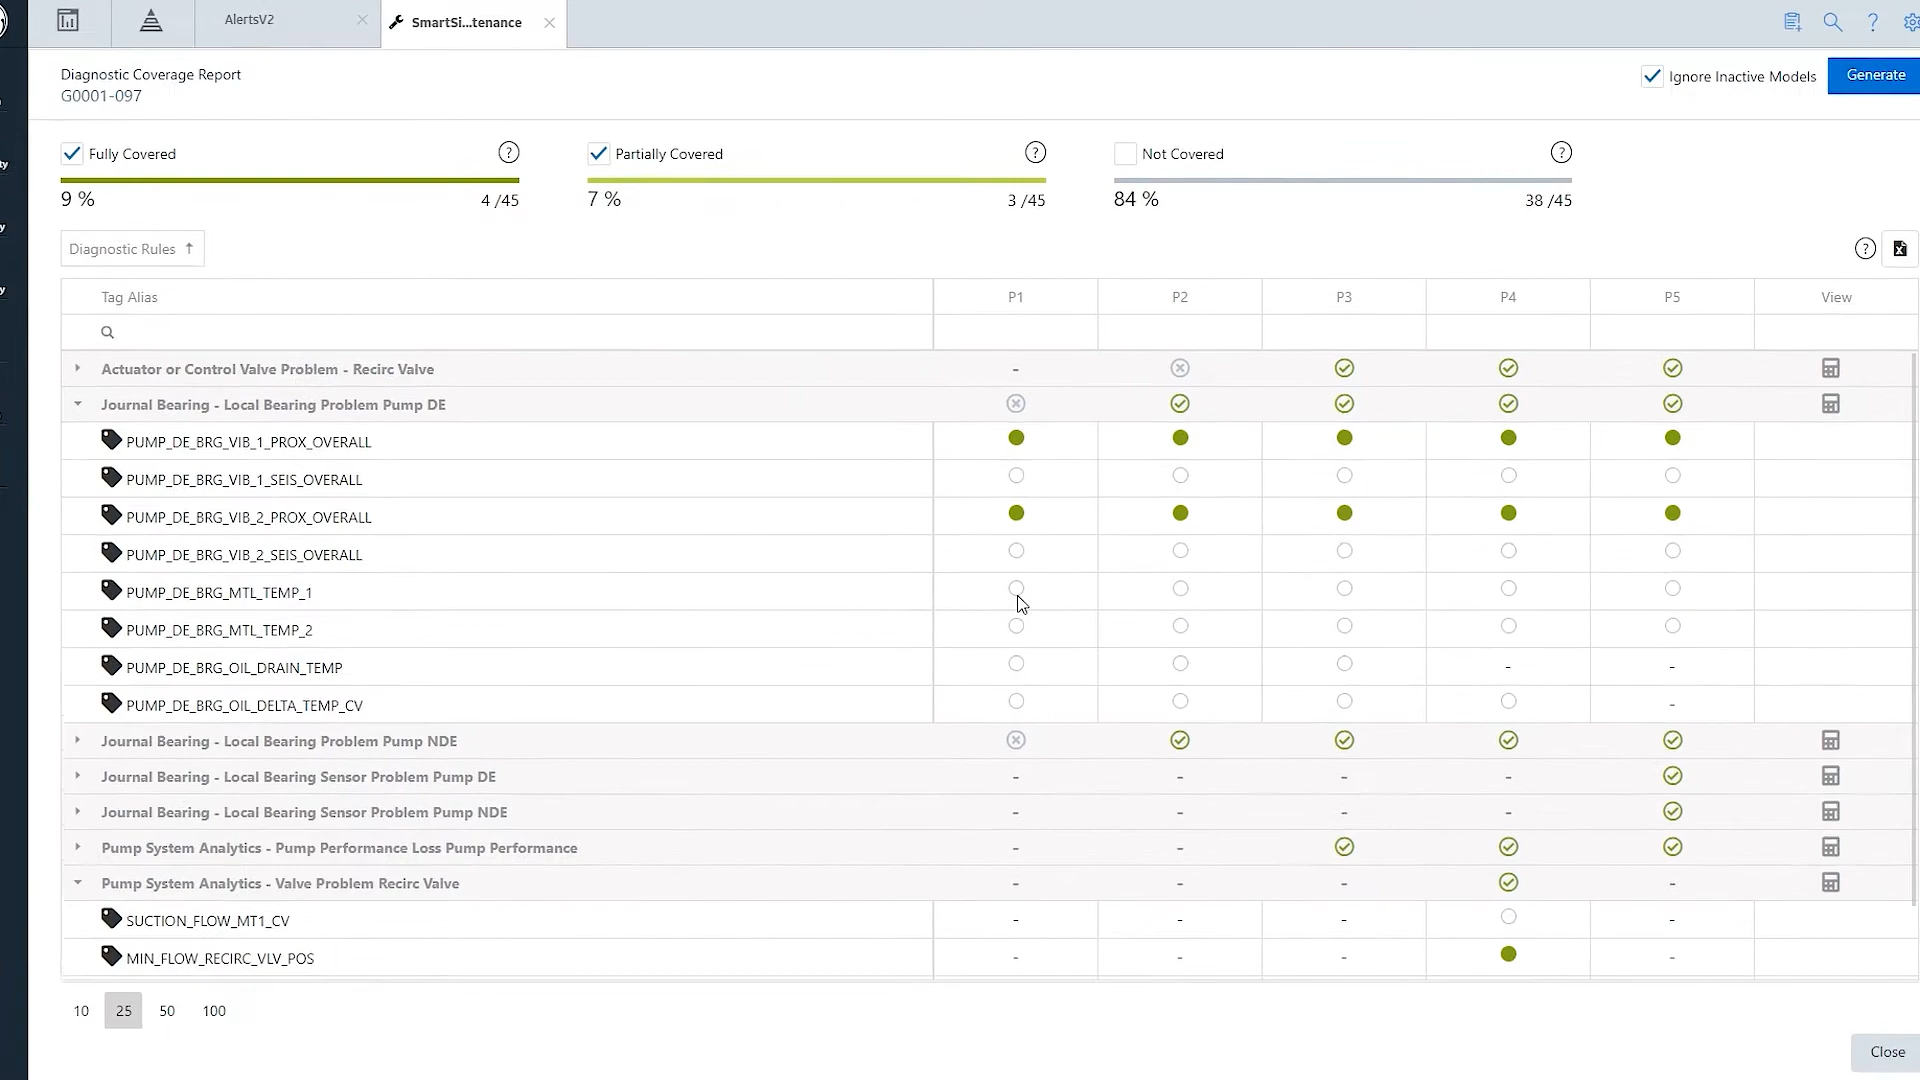 AlertsV2
SmartSi...tenance
Diagnostic Coverage Report
G0001-097
Ignore Inactive Models
Generate
Fully Covered
Partially Covered
Not Covered
9 %
4 /45
7 %
3 /45
84 %
38 /45
Diagnostic Rules
Tag Alias P1 P2 P3 P4 P5 View
Actuator or Control Valve Problem - Recirc Valve -
Journal Bearing - Local Bearing Problem Pump DE
PUMP_DE_BRG_VIB_1_PROX_OVERALL
PUMP_DE_BRG_VIB_1_SEIS_OVERALL
PUMP_DE_BRG_VIB_2_PROX_OVERALL
PUMP_DE_BRG_VIB_2_SEIS_OVERALL
PUMP_DE_BRG_MTL_TEMP_1
PUMP_DE_BRG_MTL_TEMP_2
PUMP_DE_BRG_OIL_DRAIN_TEMP - -
PUMP_DE_BRG_OIL_DELTA_TEMP_CV -
Journal Bearing - Local Bearing Problem Pump NDE
Journal Bearing - Local Bearing Sensor Problem Pump DE - - - -
Journal Bearing - Local Bearing Sensor Problem Pump NDE - - - -
Pump System Analytics - Pump Performance Loss Pump Performance - -
Pump System Analytics - Valve Problem Recirc Valve - - - -
SUCTION_FLOW_MT1_CV - - - -
MIN_FLOW_RECIRC_VLV_POS - - - -
10 25 50 100
Close